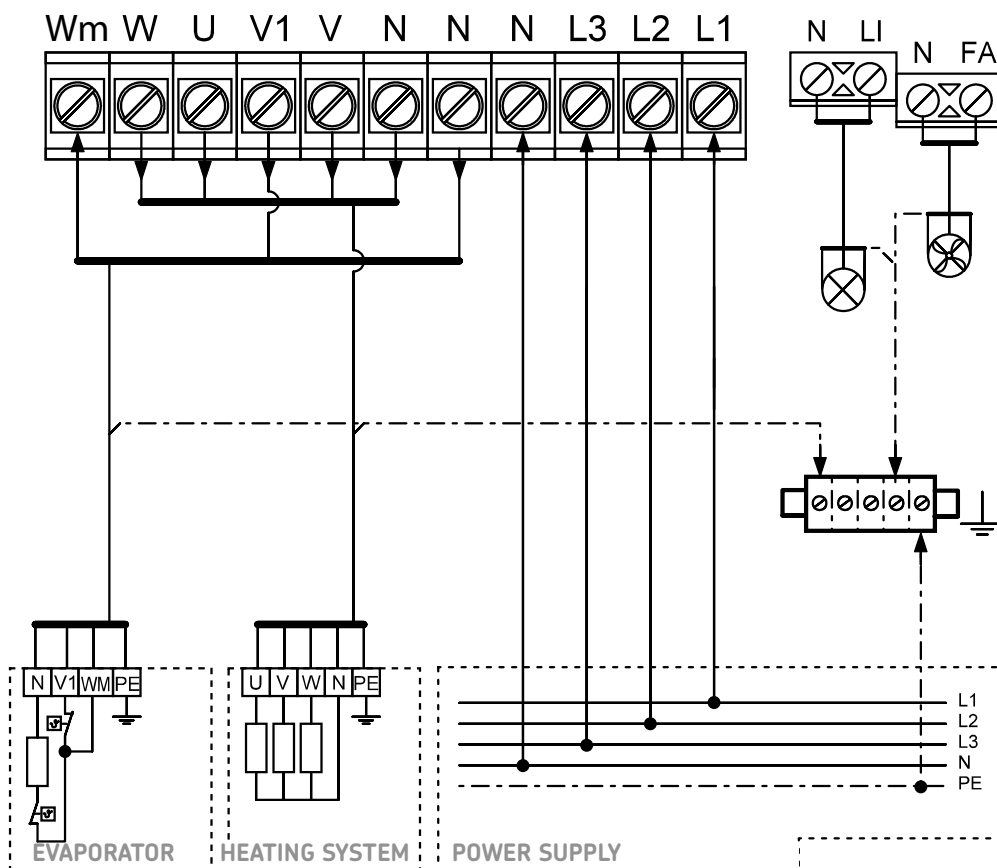 Wm W U V1 V N N N L3 L2 L1
N LI
N FA
N V1 WM PE
U V W N PE
L1
L2
L3
N
PE
EVAPORATOR
HEATING SYSTEM
POWER SUPPLY